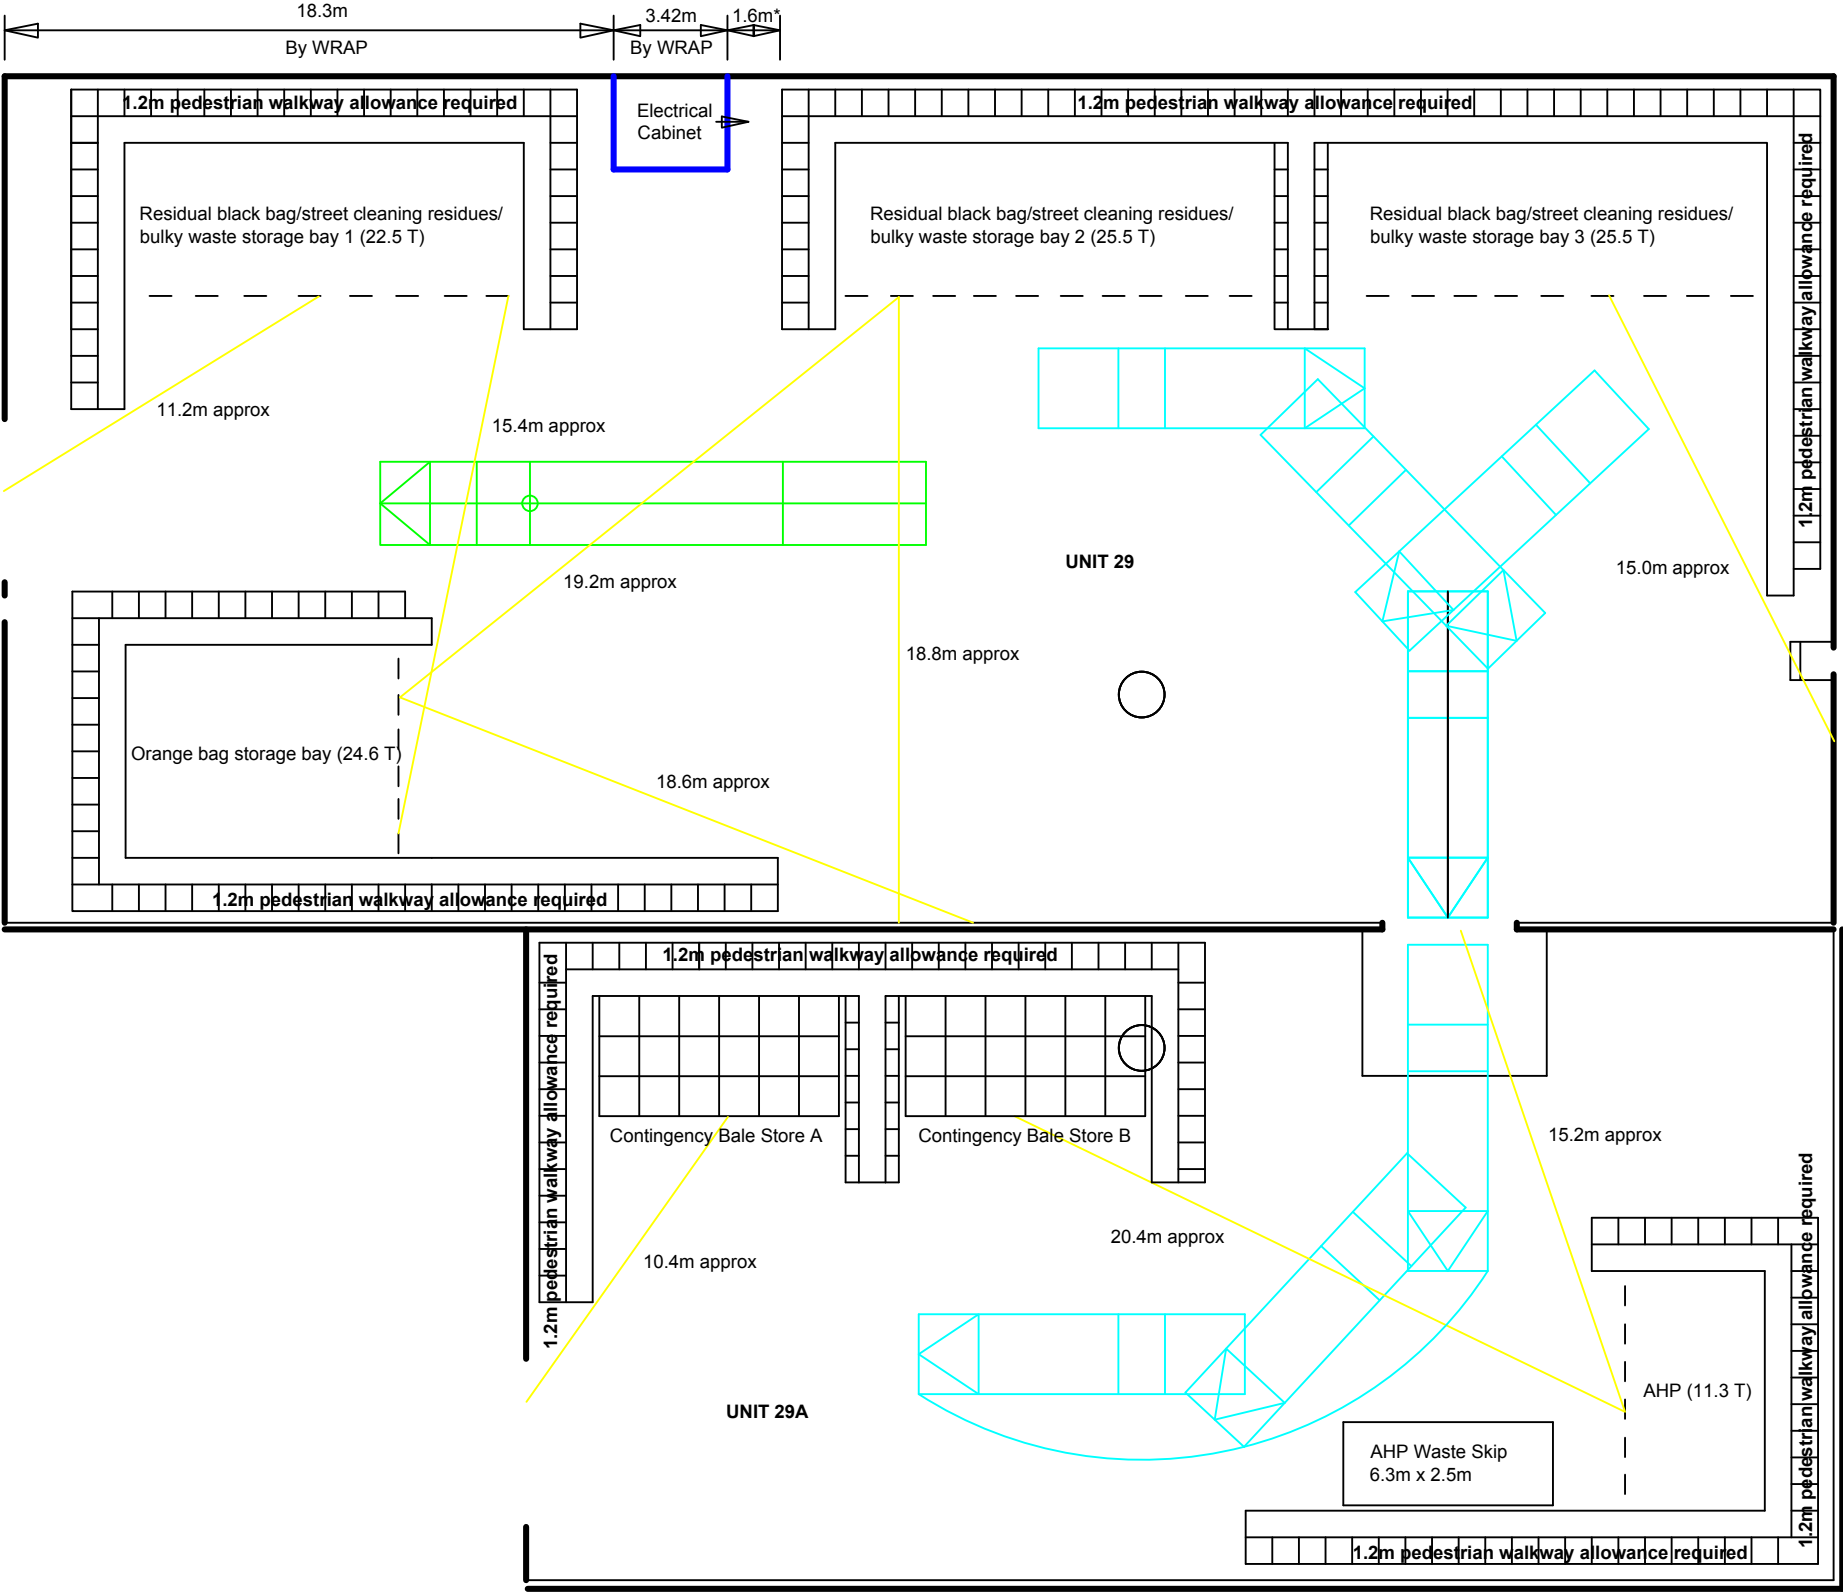 18.3m
3.42m
1.6m*
By WRAP
By WRAP
1.2m pedestrian walkway allowance required
Electrical
Cabinet
1.2m pedestrian walkway allowance required
1.2m pedestrian walkway allowance required
Residual black bag/street cleaning residues/
bulky waste storage bay 1 (22.5 T)
Residual black bag/street cleaning residues/
bulky waste storage bay 2 (25.5 T)
Residual black bag/street cleaning residues/
bulky waste storage bay 3 (25.5 T)
11.2m approx
15.4m approx
UNIT 29
15.0m approx
19.2m approx
18.8m approx
Orange bag storage bay (24.6 T)
18.6m approx
1.2m pedestrian walkway allowance required
1.2m pedestrian walkway allowance required
1.2m pedestrian walkway allowance required
Contingency Bale Store A
Contingency Bale Store B
15.2m approx
20.4m approx
10.4m approx
1.2m pedestrian walkway allowance required
AHP (11.3 T)
UNIT 29A
AHP Waste Skip
6.3m x 2.5m
1.2m pedestrian walkway allowance required